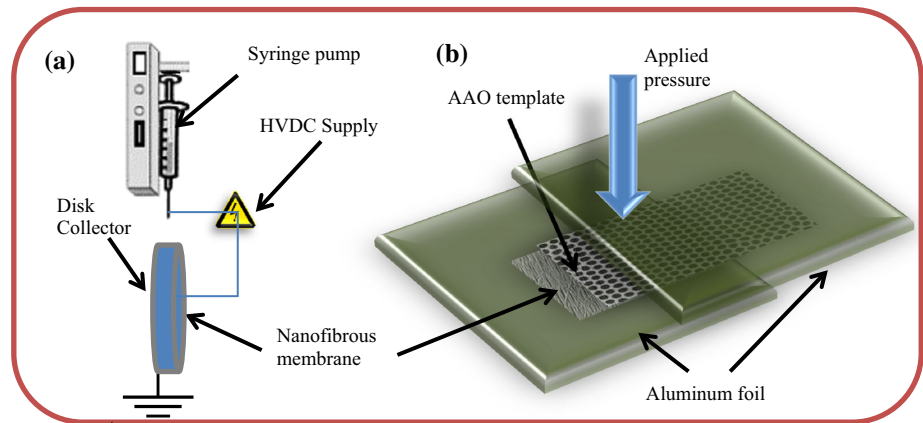 (a)
Syringe pump
HVDC Supply
Disk
Collector
Nanofibrous
membrane
(b)
Applied
pressure
AAO template
Aluminum foil